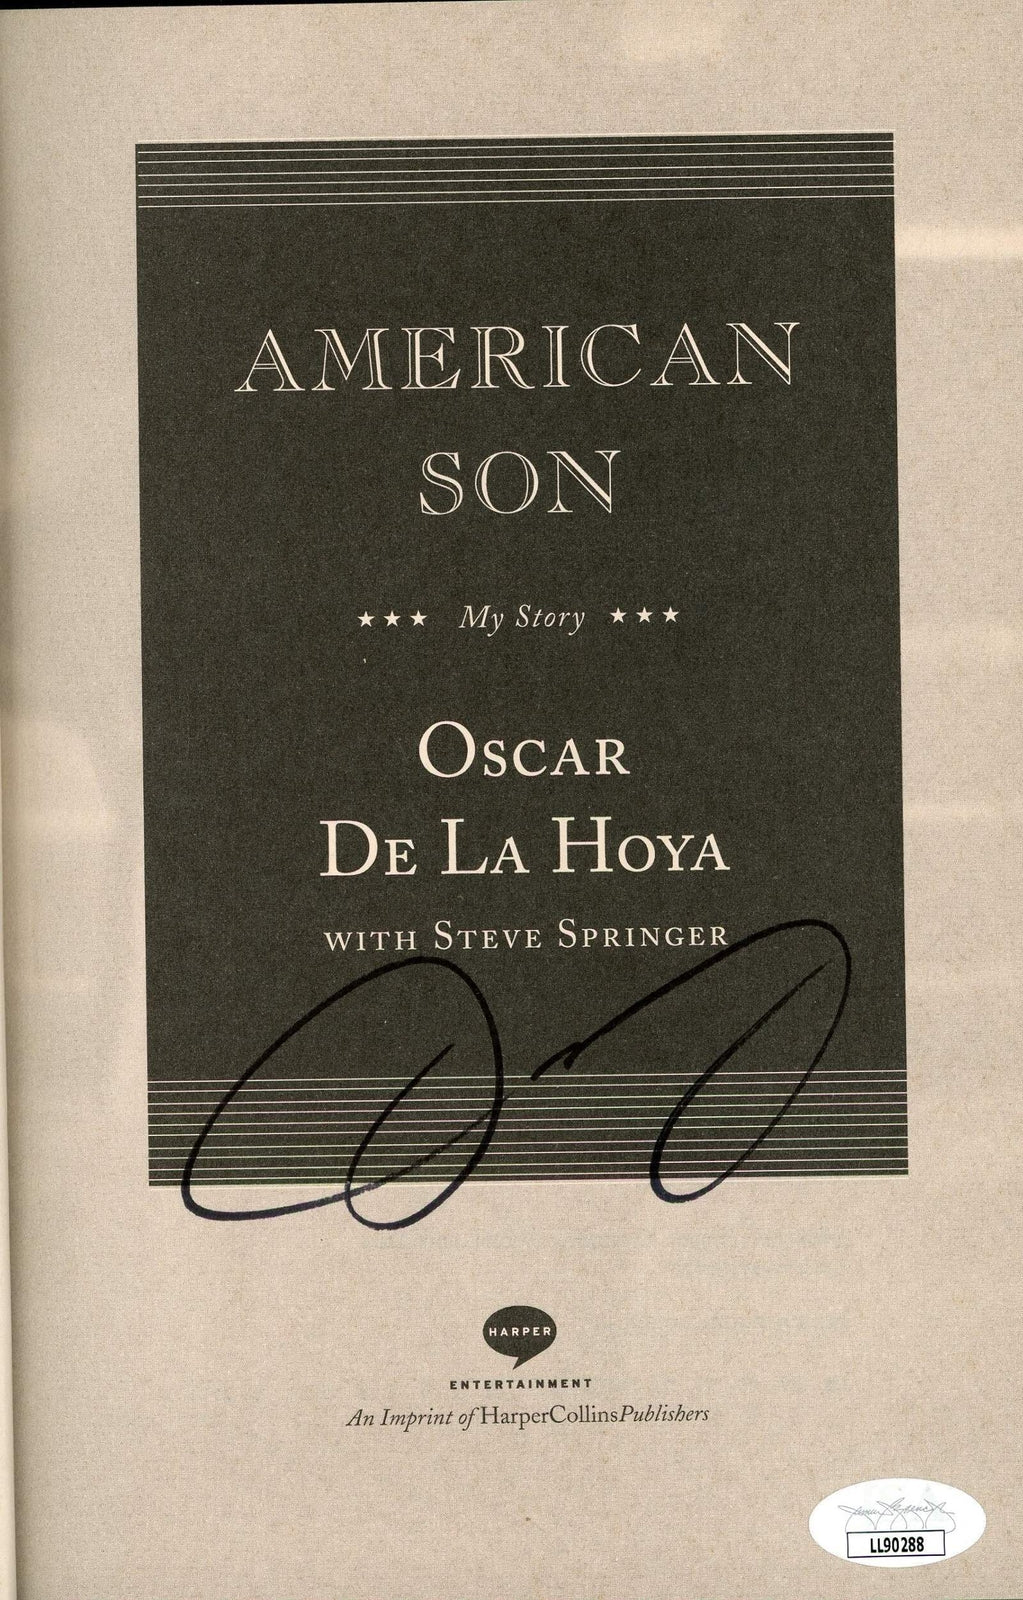 AMERICAN
SON
★★★ My Story ★★★
OSCAR
DE LA HOYA
WITH STEVE SPRINGER
HARPER
ENTERTAINMENT
An Imprint of HarperCollinsPublishers
LL90288